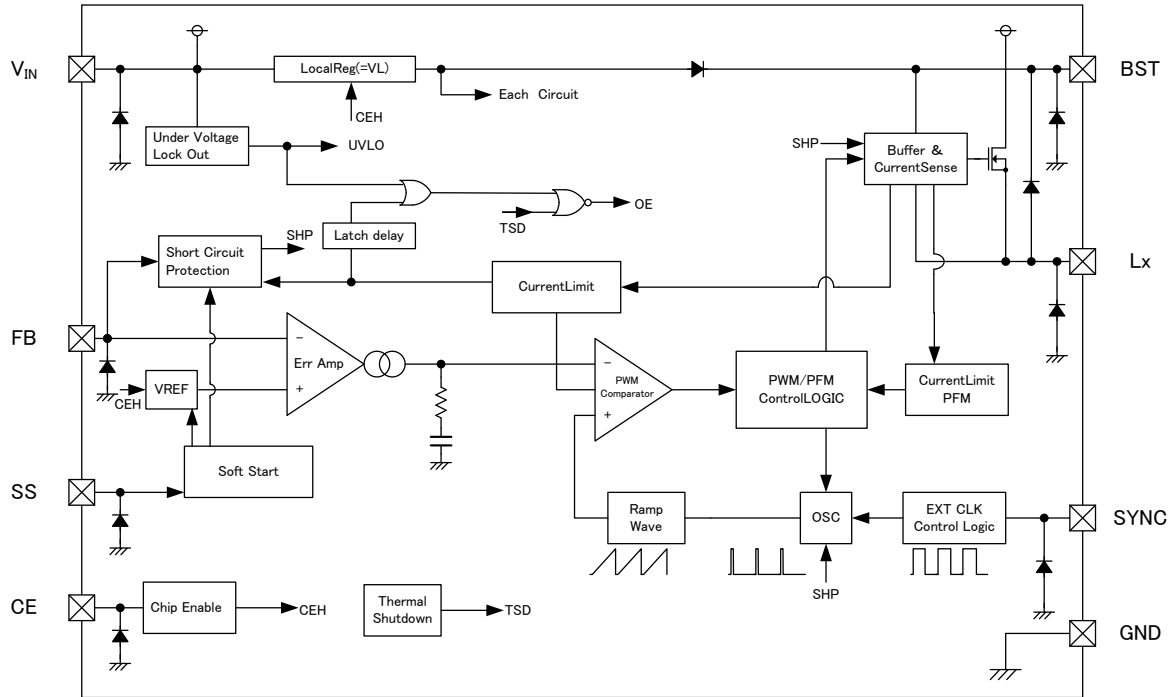 VIN
LocalReg(=VL)
BST
Each Circuit
CEH
Under Voltage
Lock Out
UVLO
SHP
Buffer &
CurrentSense
OE
TSD
Latch delay
SHP
Short Circuit
Protection
Lx
CurrentLimit
FB
−
Err Amp
+
VREF
CEH
−
PWM
Comparator
+
PWM/PFM
ControlLOGIC
CurrentLimit
PFM
Soft Start
SS
Ramp
Wave
OSC
EXT CLK
Control Logic
SYNC
SHP
CE
Chip Enable
CEH
Thermal
Shutdown
TSD
GND